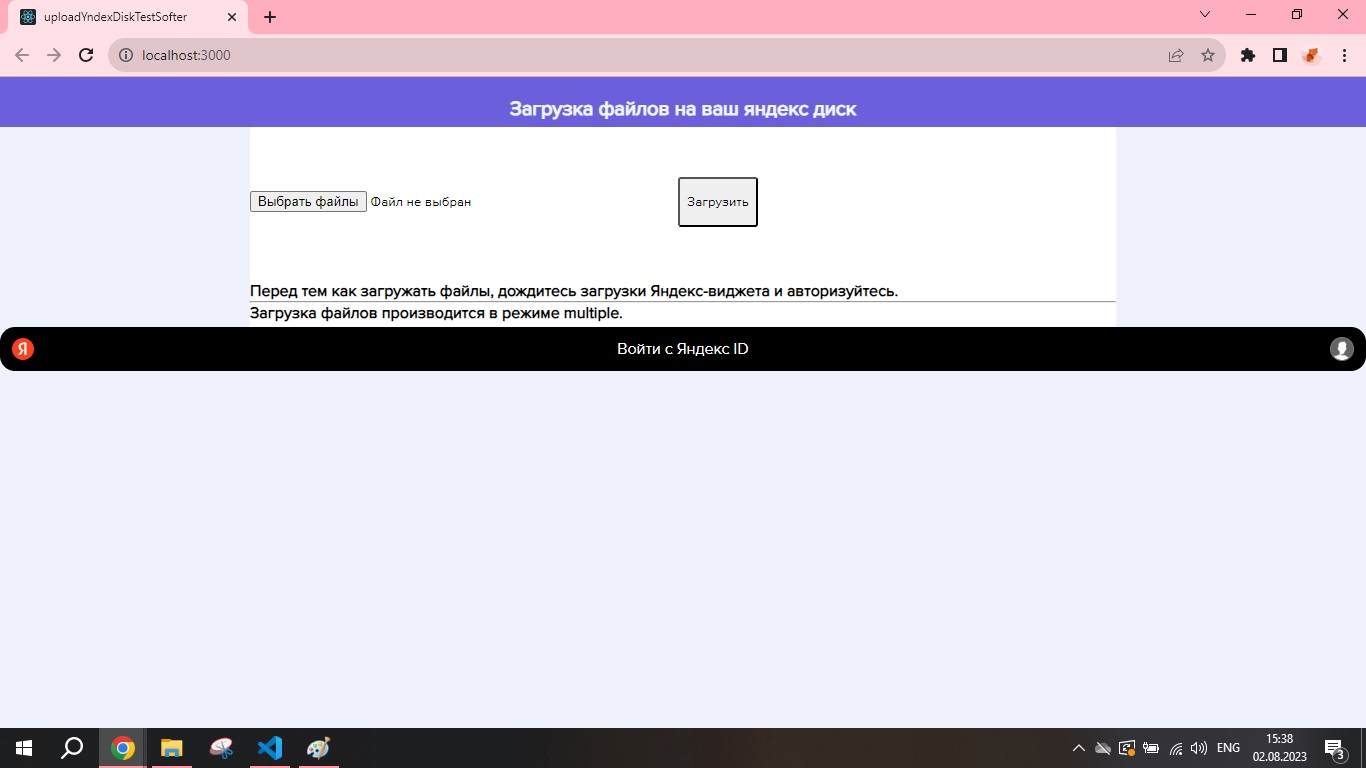 uploadYndexDiskTestSofter
localhost:3000
Загрузка файлов на ваш яндекс диск
Выбрать файлы Файл не выбран
Загрузить
Перед тем как загружать файлы, дождитесь загрузки Яндекс-виджета и авторизуйтесь.
Загрузка файлов производится в режиме multiple.
Я Войти с Яндекс ID
ENG
15:38
02.08.2023
3